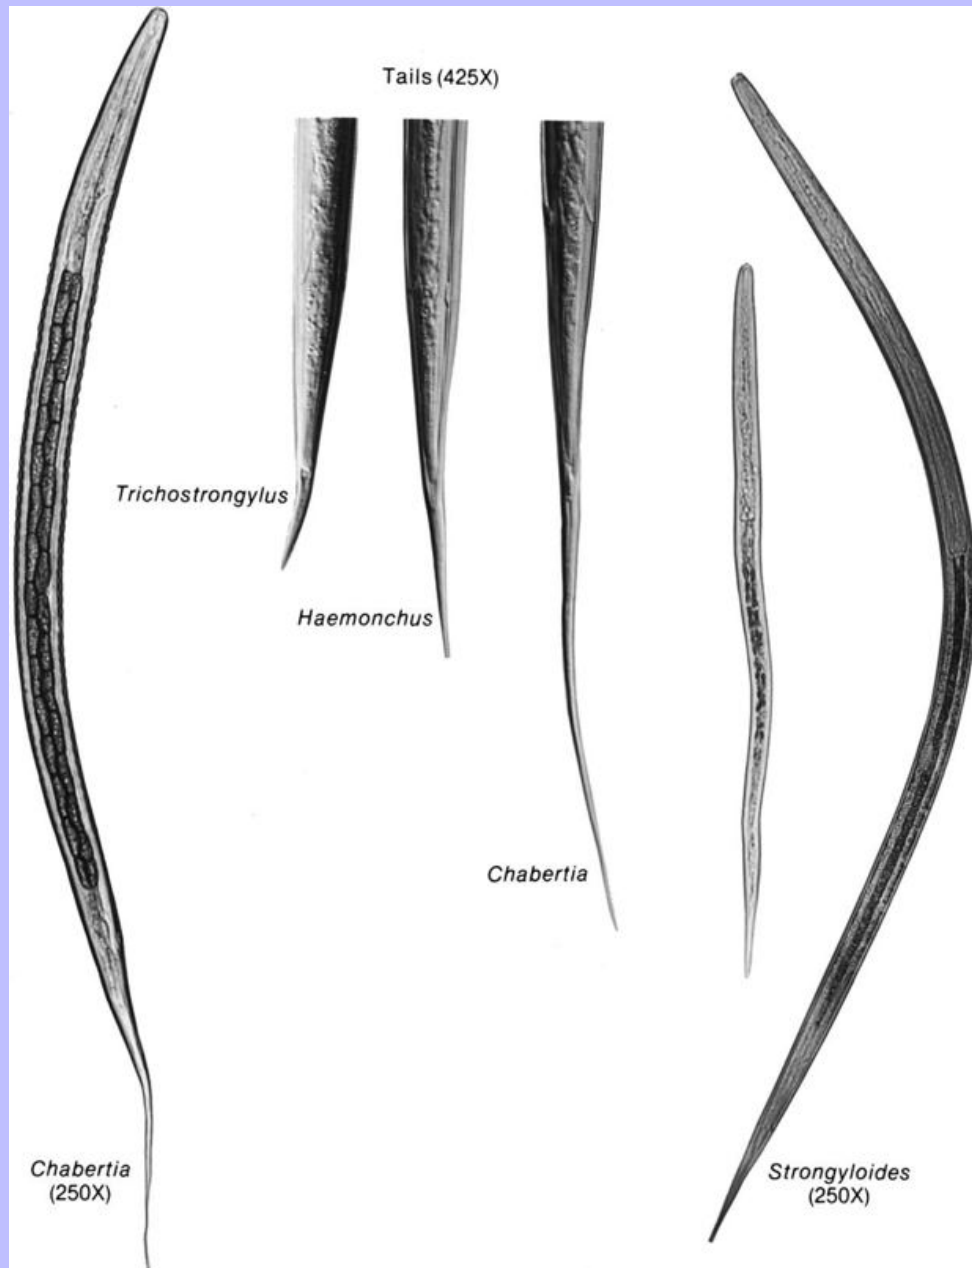 Tails (425X)
Trichostrongylus
Haemonchus
Chabertia
Chabertia
(250X)
Strongyloides
(250X)